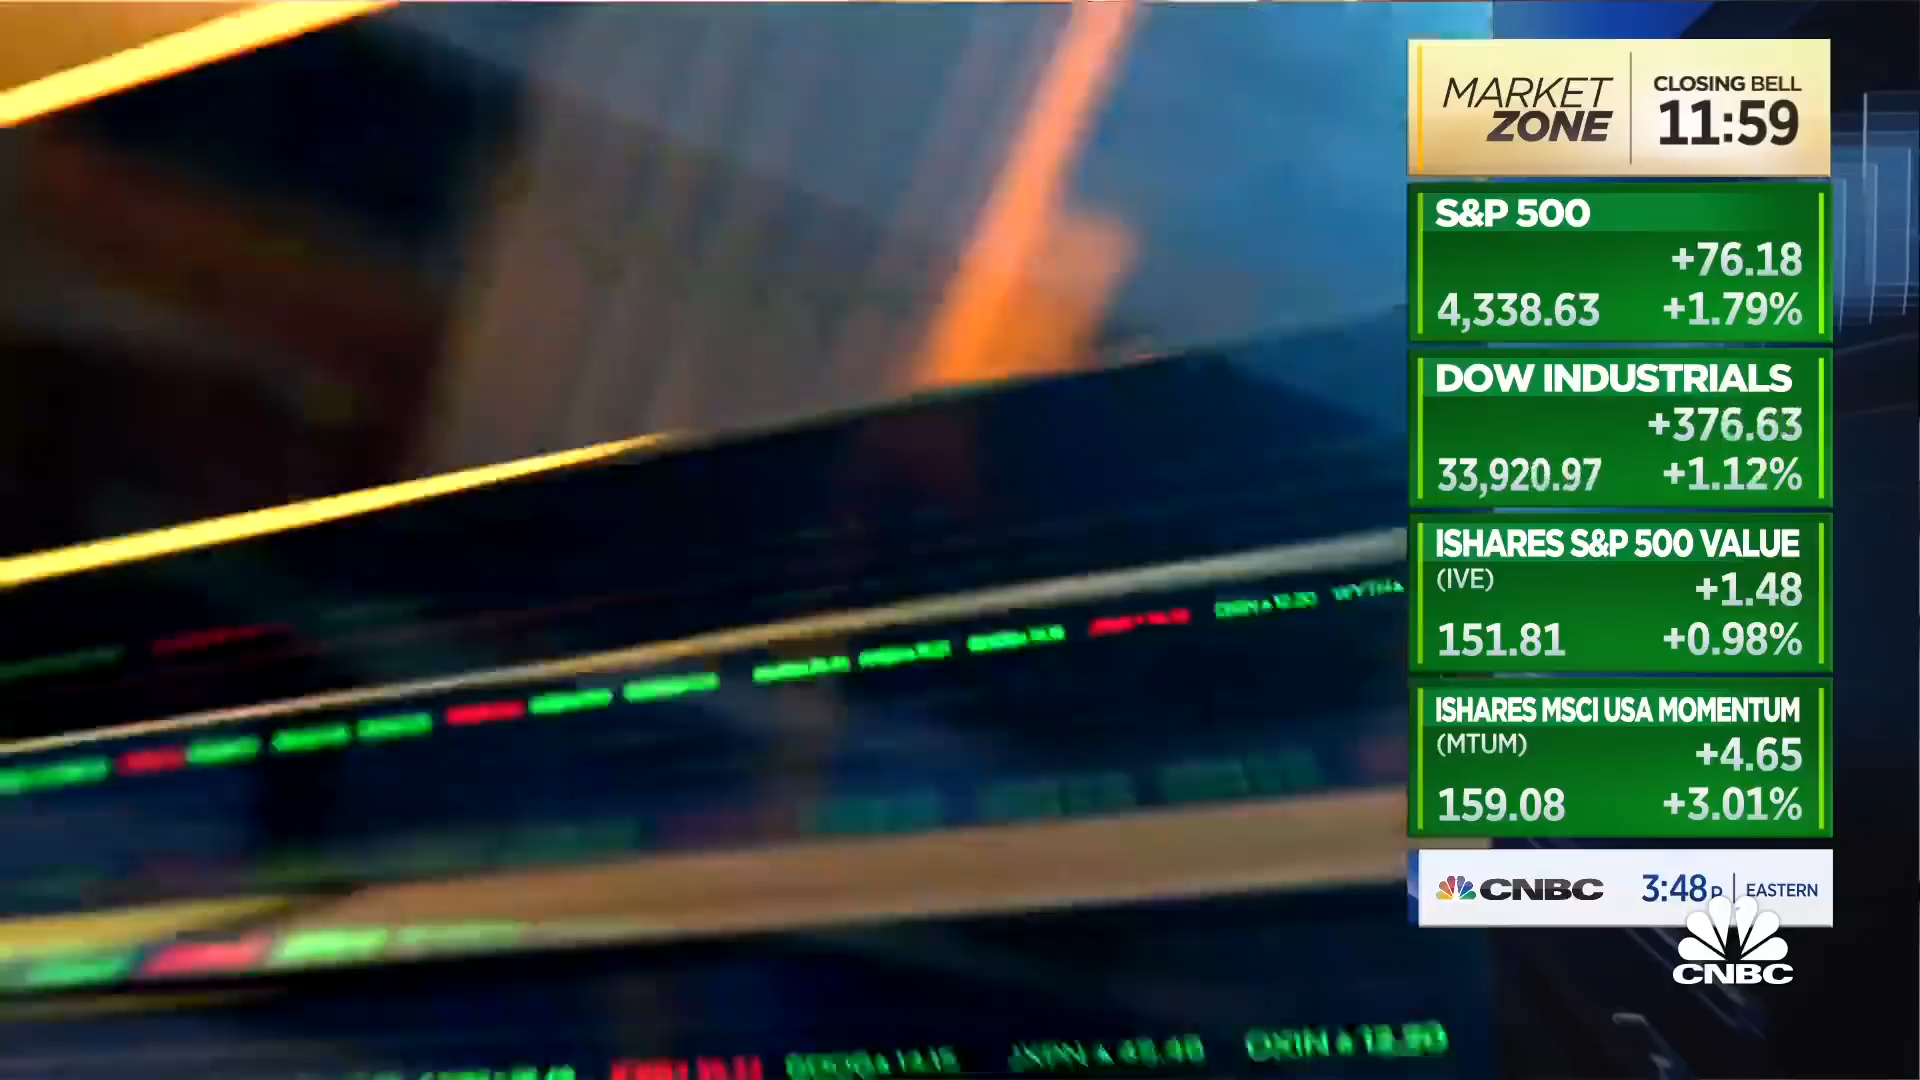 MARKET
ZONE
CLOSING BELL
11:59
S&P 500
+76.18
4,338.63 +1.79%
DOW INDUSTRIALS
+376.63
33,920.97 +1.12%
ISHARES S&P 500 VALUE
(IVE) +1.48
151.81 +0.98%
ISHARES MSCI USA MOMENTUM
(MTUM) +4.65
159.08 +3.01%
CNBC 3:48P EASTERN
CNBC